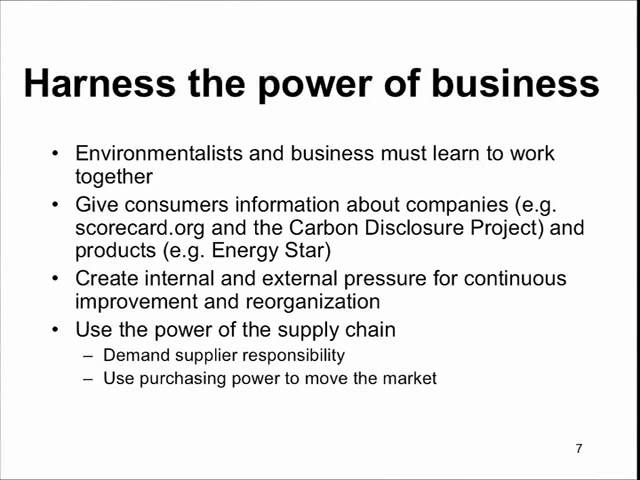 Harness the power of business
• Environmentalists and business must learn to work
together
• Give consumers information about companies (e.g.
scorecard.org and the Carbon Disclosure Project) and
products (e.g. Energy Star)
• Create internal and external pressure for continuous
improvement and reorganization
• Use the power of the supply chain
– Demand supplier responsibility
– Use purchasing power to move the market
7